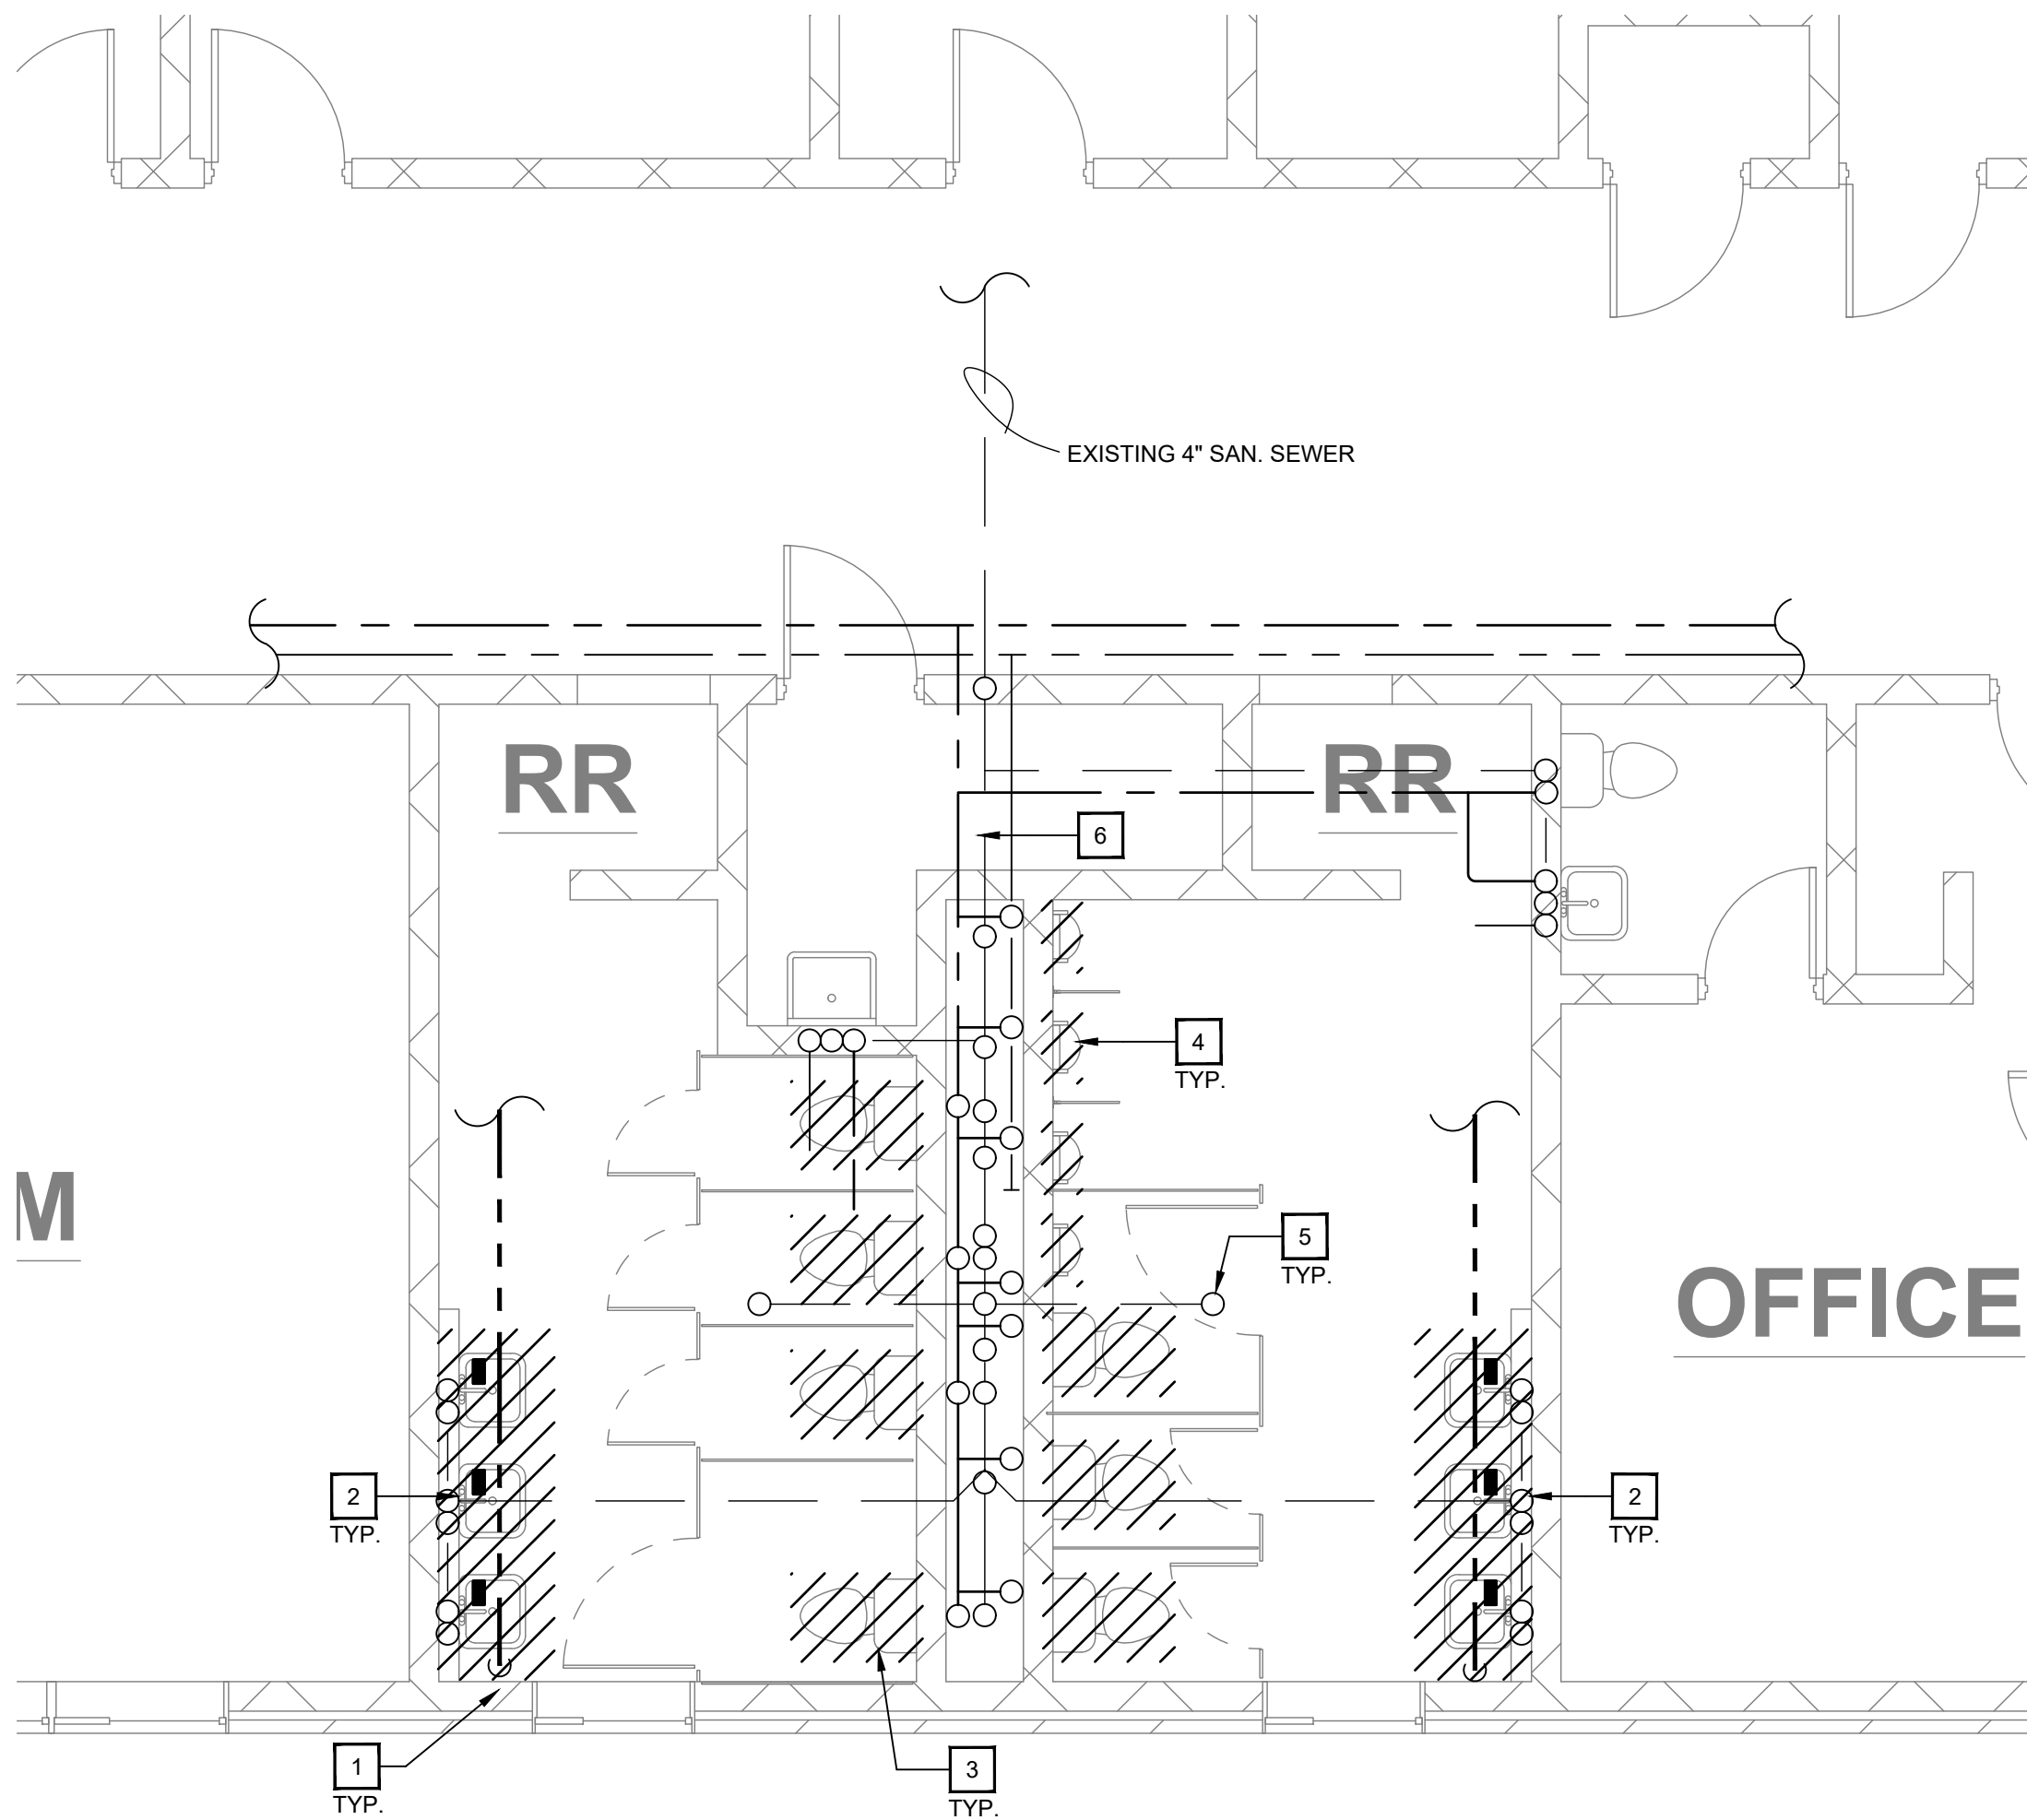 EXISTING 4" SAN. SEWER
RR
RR
6
4
TYP.
M
5
TYP.
OFFICE
2
TYP.
2
TYP.
1
TYP.
3
TYP.